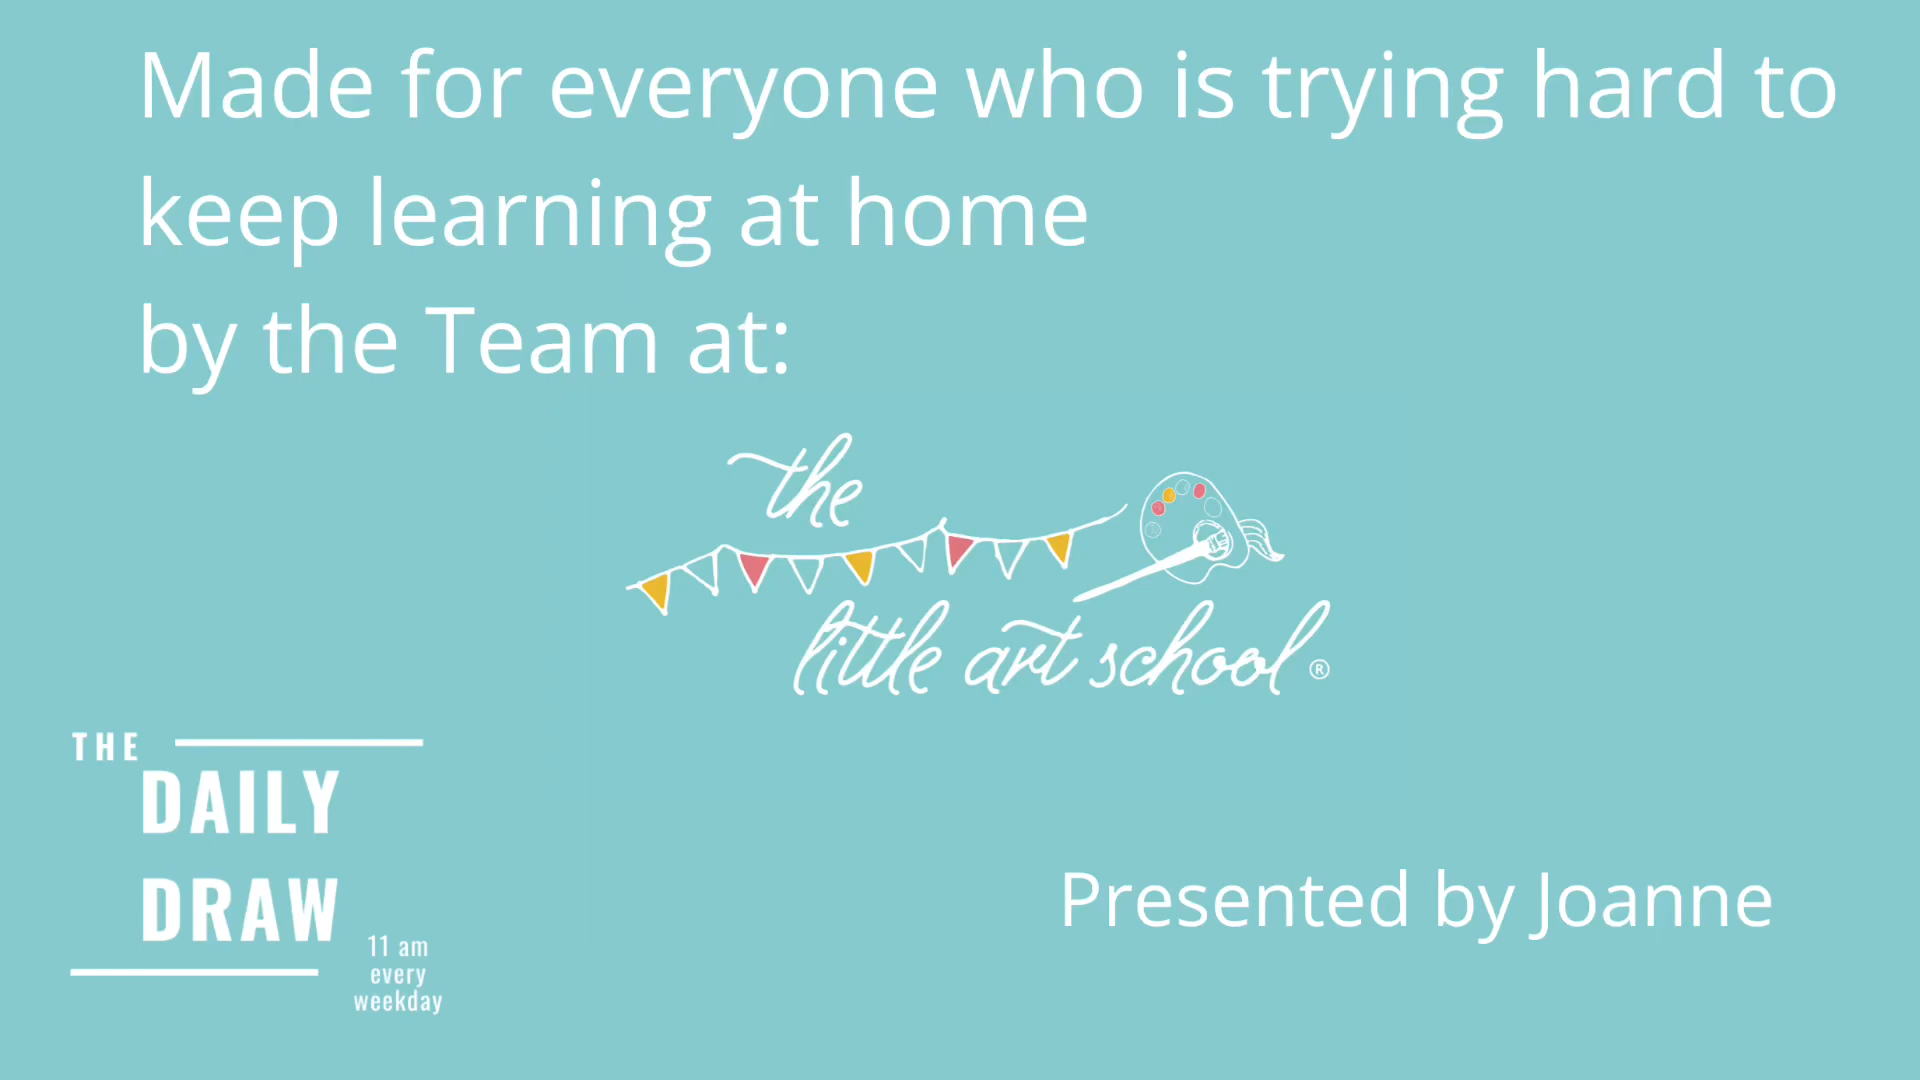 Made for everyone who is trying hard to
keep learning at home
by the Team at:
the
little art school®
THE
DAILY
DRAW
11 am
every
weekday
Presented by Joanne